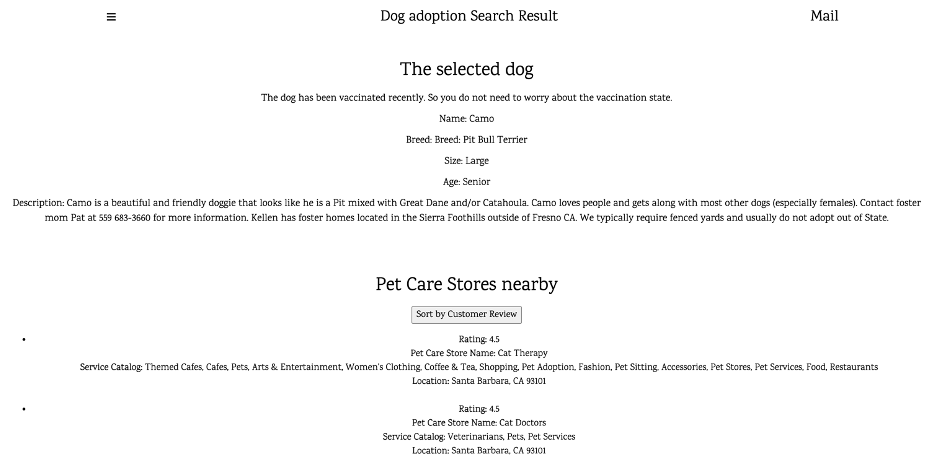 ≡ Dog adoption Search Result Mail
The selected dog
The dog has been vaccinated recently. So you do not need to worry about the vaccination state.
Name: Camo
Breed: Breed: Pit Bull Terrier
Size: Large
Age: Senior
Description: Camo is a beautiful and friendly doggie that looks like he is a Pit mixed with Great Dane and/or Catahoula. Camo loves people and gets along with most other dogs (especially females). Contact foster
mom Pat at 559 683-3660 for more information. Kellen has foster homes located in the Sierra Foothills outside of Fresno CA. We typically require fenced yards and usually do not adopt out of State.
Pet Care Stores nearby
Sort by Customer Review
• Rating: 4.5
Pet Care Store Name: Cat Therapy
Service Catalog: Themed Cafes, Cafes, Pets, Arts & Entertainment, Women's Clothing, Coffee & Tea, Shopping, Pet Adoption, Fashion, Pet Sitting, Accessories, Pet Stores, Pet Services, Food, Restaurants
Location: Santa Barbara, CA 93101
• Rating: 4.5
Pet Care Store Name: Cat Doctors
Service Catalog: Veterinarians, Pets, Pet Services
Location: Santa Barbara, CA 93101